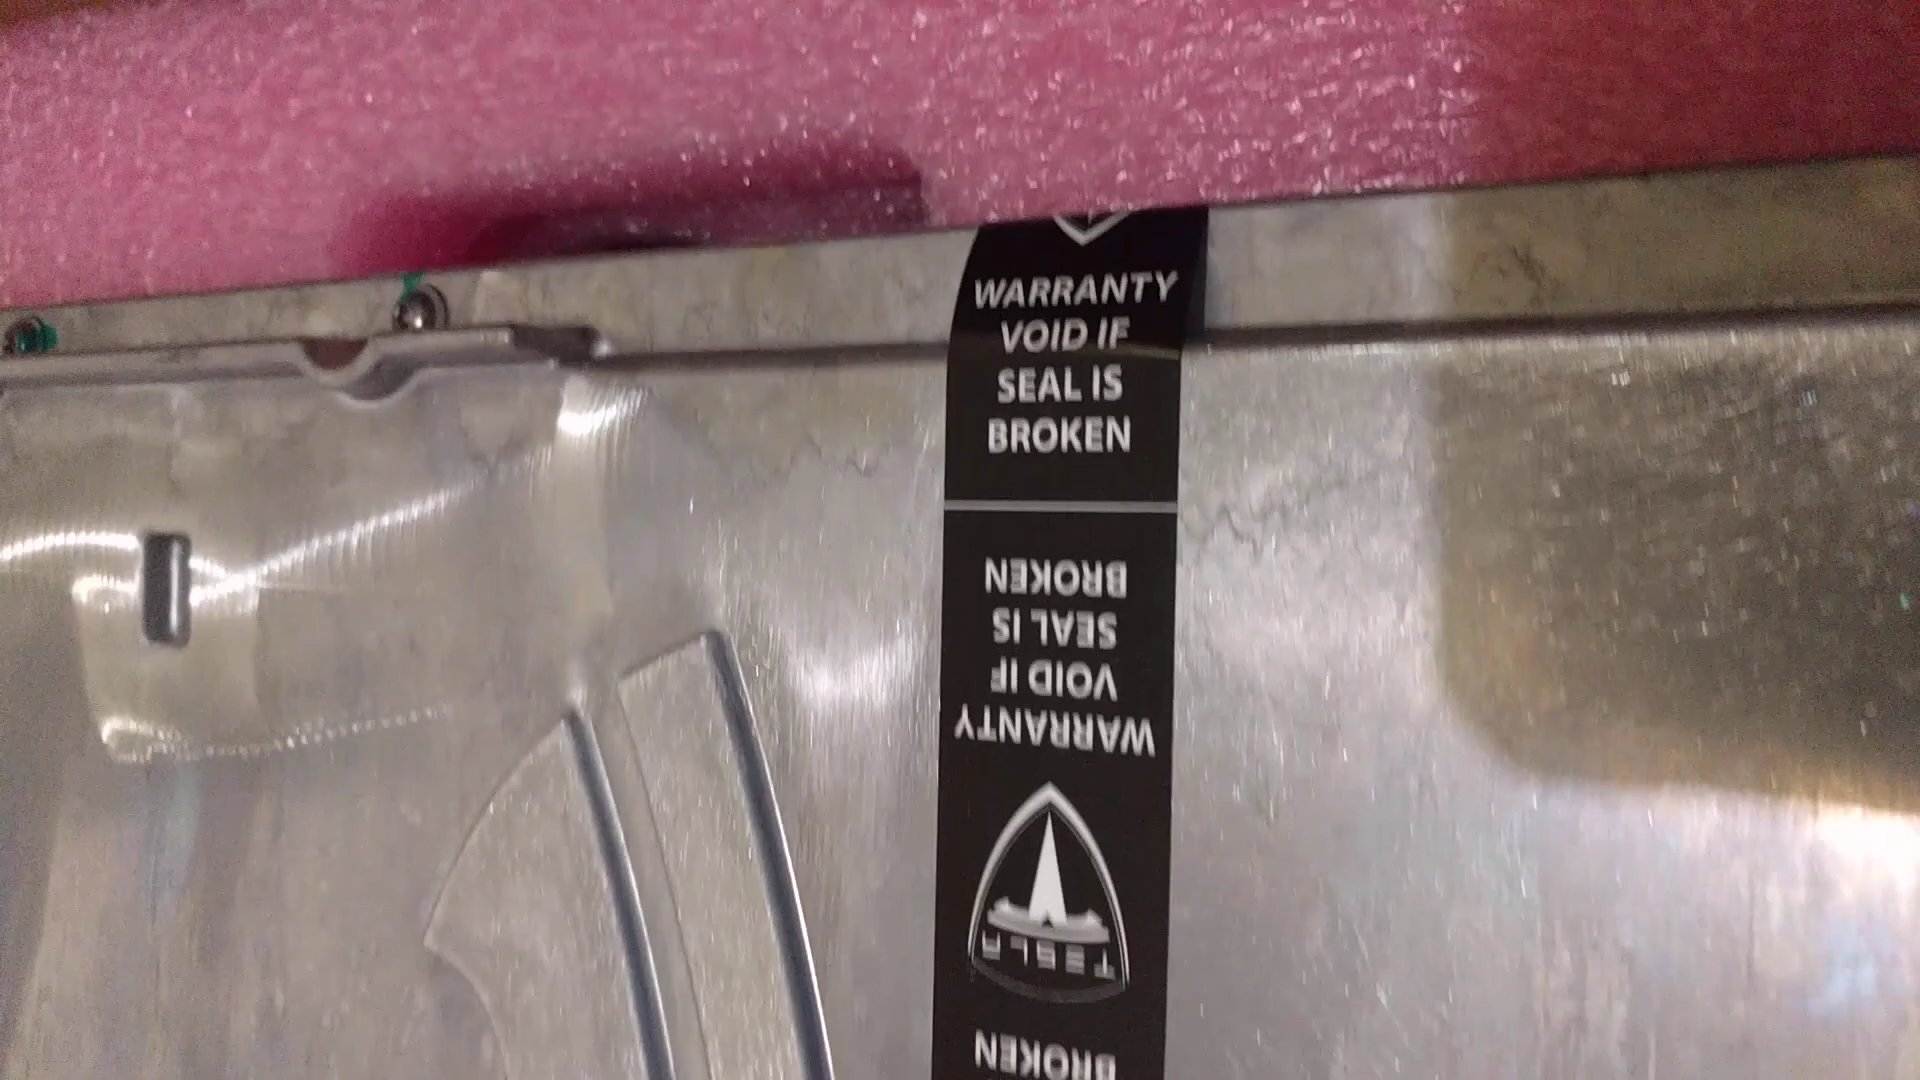 WARRANTY
VOID IF
SEAL IS
BROKEN
WARRANTY
VOID IF
SEAL IS
BROKEN
TESLA
BROKEN